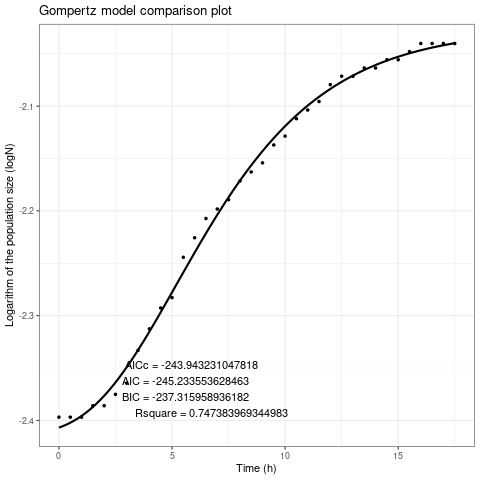 Gompertz model comparison plot
Logarithm of the population size (logN)
-2.1
-2.2
-2.3
-2.4
AICc = -243.943231047818
AIC = -245.233553628463
BIC = -237.315958936182
Rsquare = 0.747383969344983
0 5 10 15
Time (h)